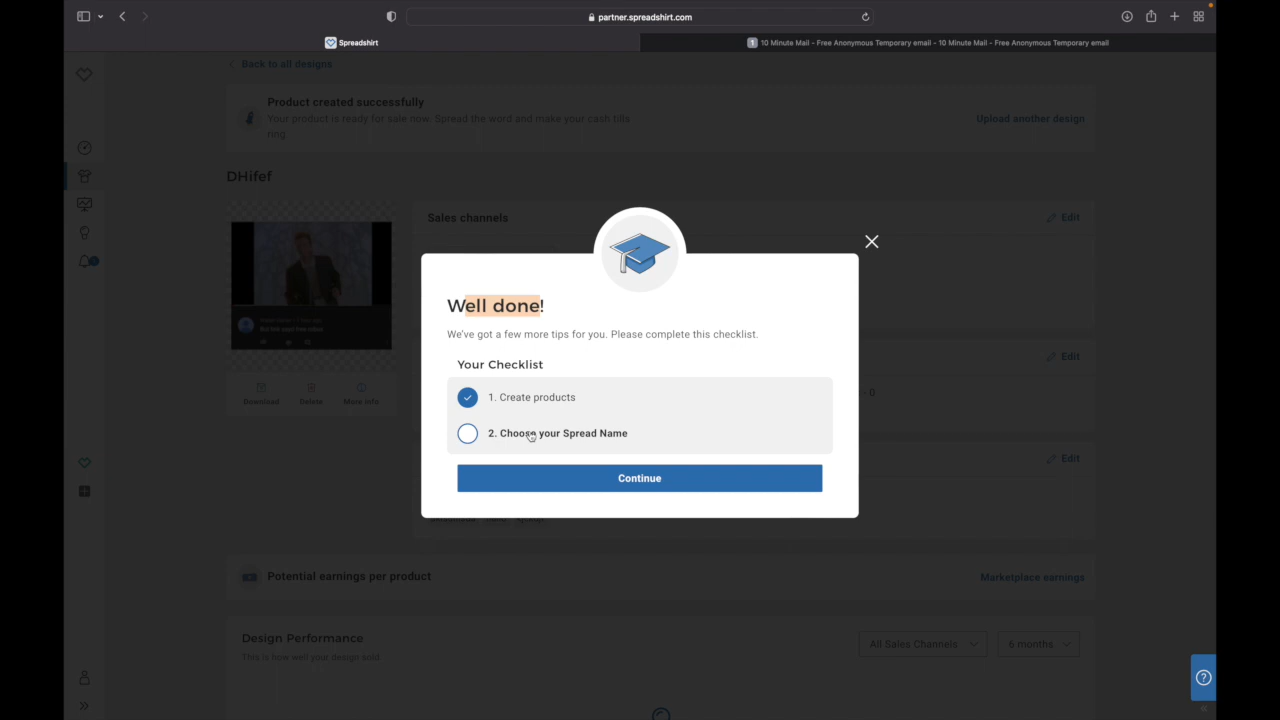 partner.spreadshirt.com
Spreadshirt
1 10 Minute Mail - Free Anonymous Temporary email - 10 Minute Mail - Free Anonymous Temporary email
Back to all designs
Product created successfully
Your product is ready for sale now. Spread the word and make your cash tills
ring.
Upload another design
DHifef
Sales channels
Edit
Well done!
We've got a few more tips for you. Please complete this checklist.
Your Checklist
1. Create products
2. Choose your Spread Name
Continue
Edit
- 0
Edit
Download
Delete
More info
Potential earnings per product
Marketplace earnings
Design Performance
This is how well your design sold.
All Sales Channels
6 months